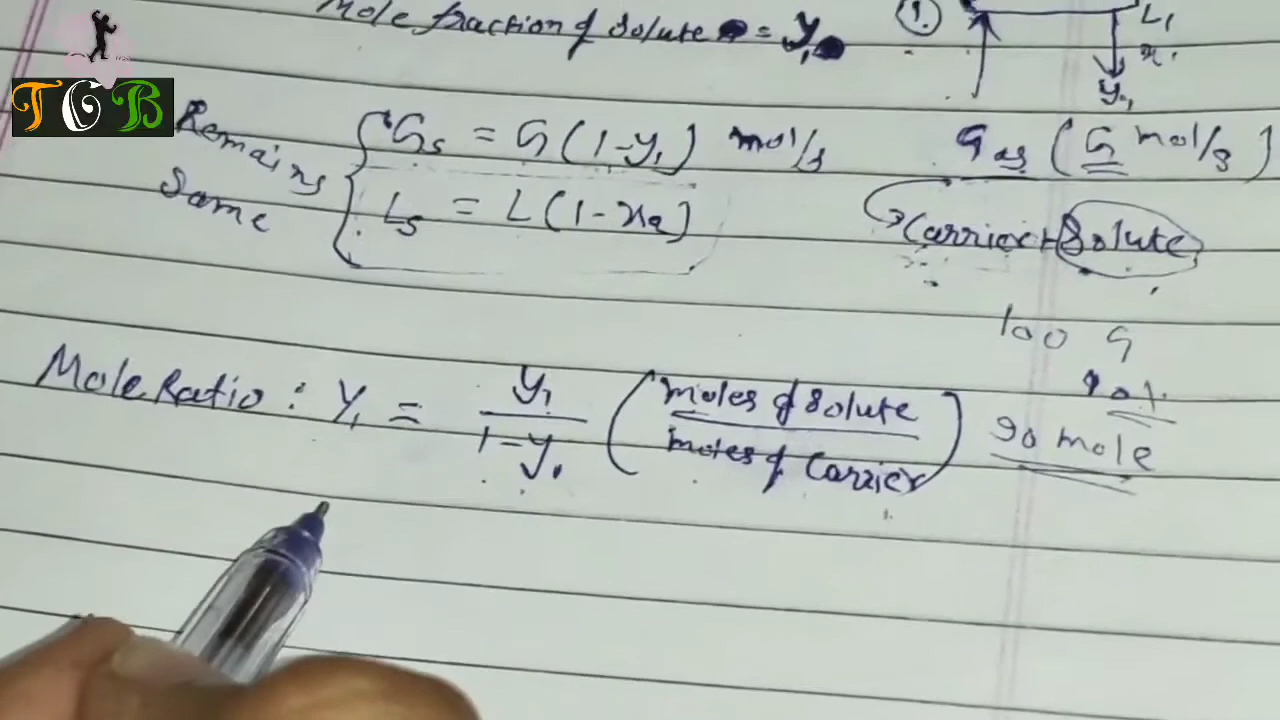 Mole fraction of solute = y₁
①
L₁
x₁
y₁
TGB
Remains Same
Gₛ = G(1-y₁) mol/s
Gas (G mol/s)
Lₛ = L(1-x₂)
Carrier + Solute
100 G
90 mole
Mole Ratio : Y₁ = y₁/(1-y₁) (moles of solute/moles of Carrier)